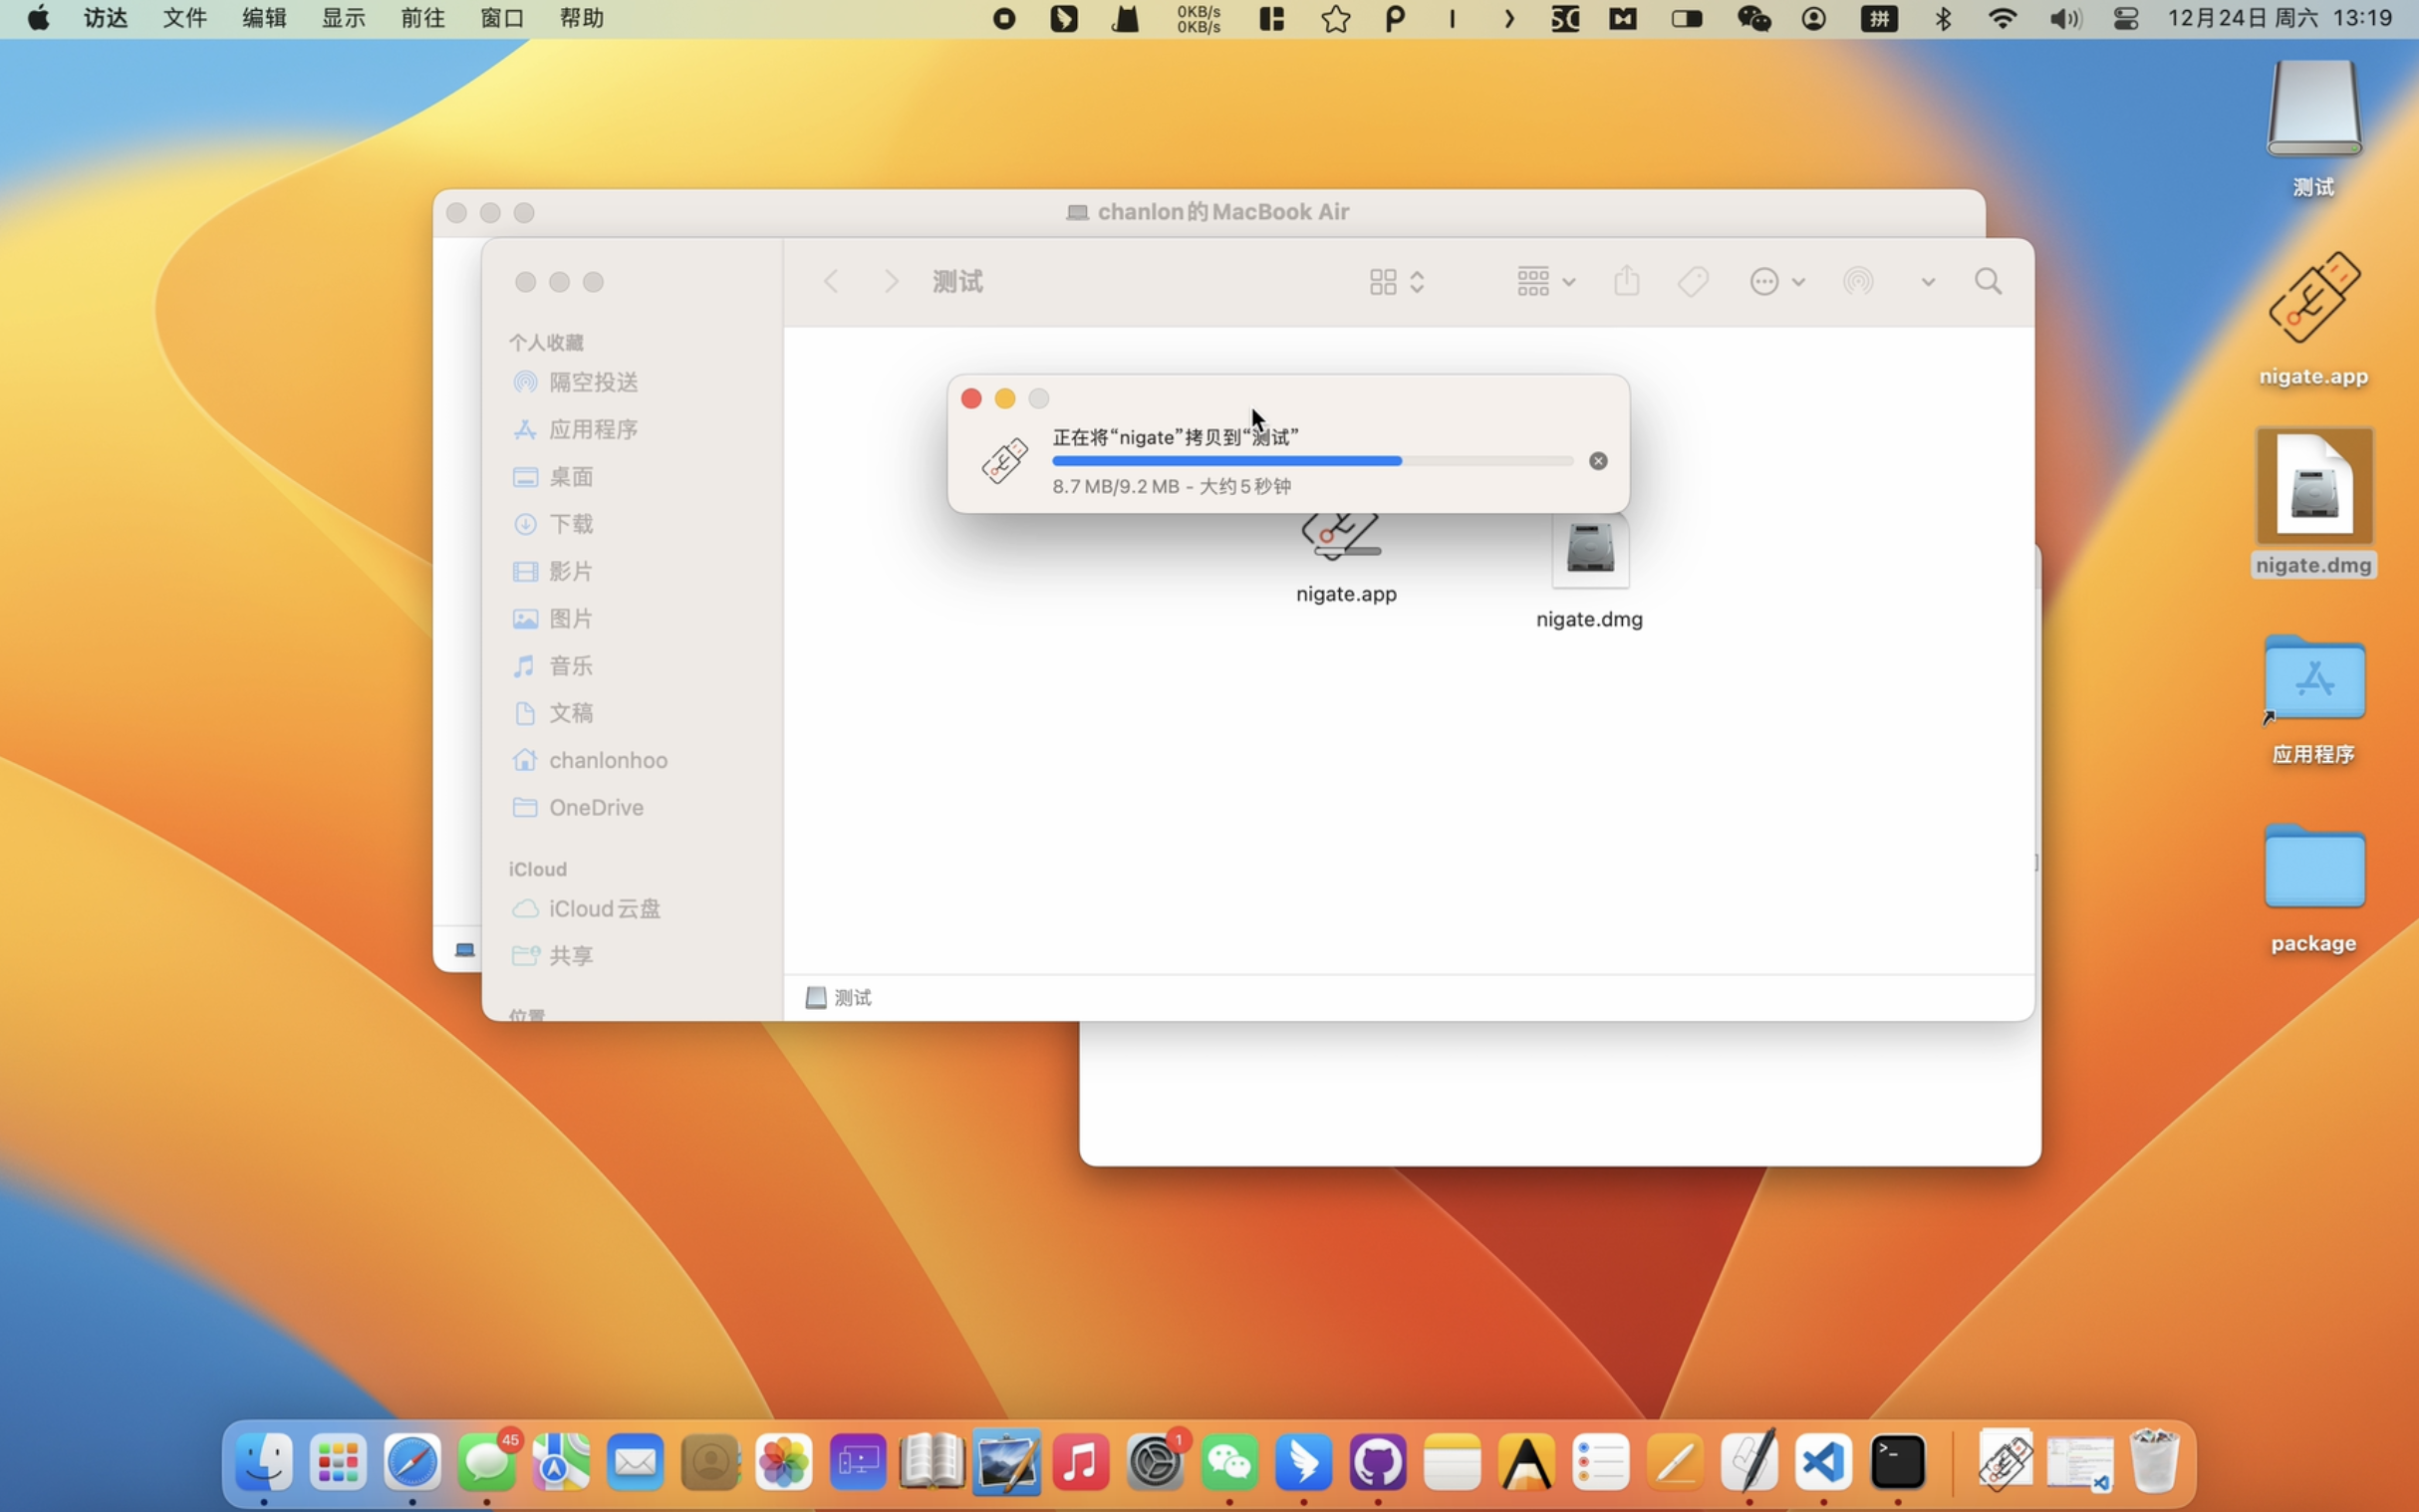 访达 文件 编辑 显示 前往 窗口 帮助 0KB/s 拼 12月24日 周六 13:19
0KB/s
测试
chanlon的MacBook Air
测试
个人收藏
隔空投送
应用程序
桌面
下载
影片
图片
音乐
文稿
chanlonhoo
OneDrive
iCloud
iCloud云盘
共享
位置
正在将“nigate”拷贝到“测试”
8.7 MB/9.2 MB - 大约5秒钟
nigate.app
nigate.dmg
测试
nigate.app
nigate.dmg
应用程序
package
45
1